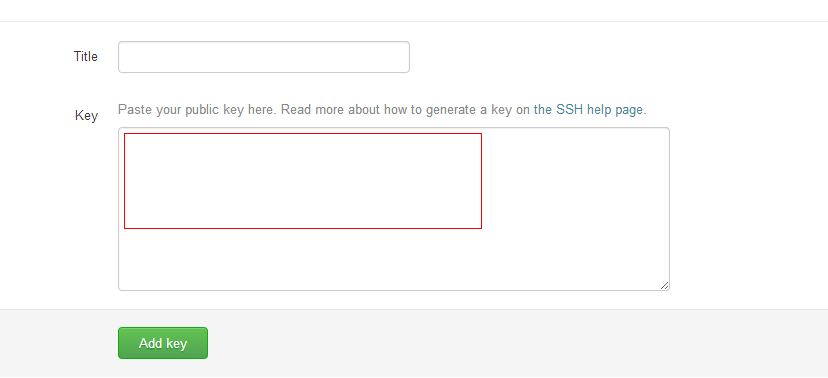 Title
Key
Paste your public key here. Read more about how to generate a key on the SSH help page.
Add key